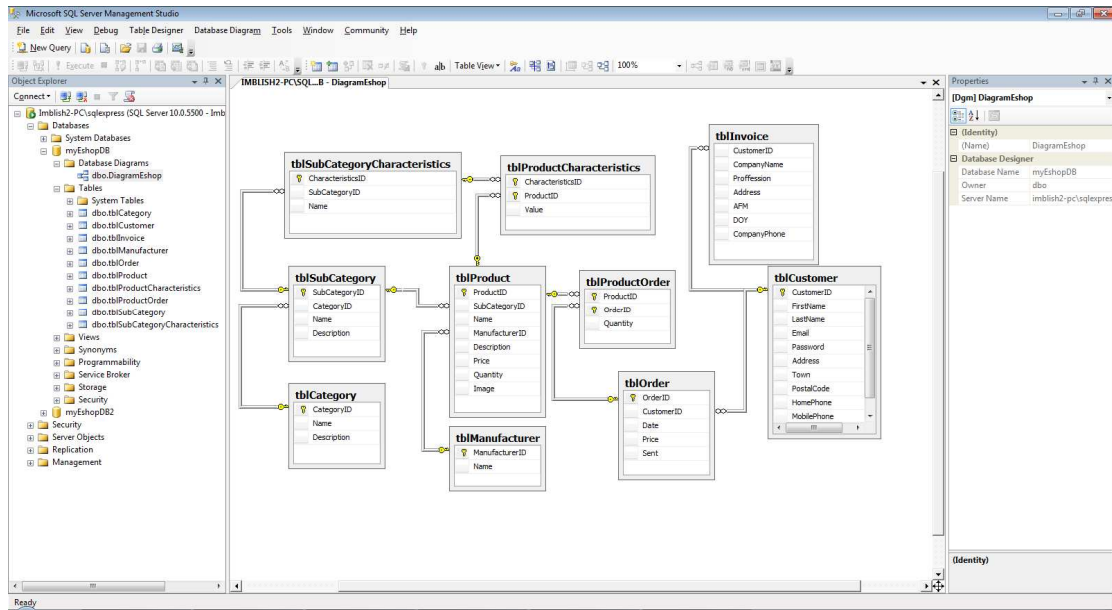 Microsoft SQL Server Management Studio
File Edit View Debug Table Designer Database Diagram Tools Window Community Help
New Query
Execute Table View 100%
Object Explorer
Connect
Imblish2-PC\sqlexpress (SQL Server 10.0.5500 - Imb
Databases
System Databases
myEshopDB
Database Diagrams
dbo.DiagramEshop
Tables
System Tables
dbo.tblCategory
dbo.tblCustomer
dbo.tblInvoice
dbo.tblManufacturer
dbo.tblOrder
dbo.tblProduct
dbo.tblProductCharacteristics
dbo.tblProductOrder
dbo.tblSubCategory
dbo.tblSubCategoryCharacteristics
Views
Synonyms
Programmability
Service Broker
Storage
Security
myEshopDB2
Security
Server Objects
Replication
Management
IMBLISH2-PC\SQL...B - DiagramEshop
tblSubCategoryCharacteristics
CharacteristicsID
SubCategoryID
Name
tblProductCharacteristics
CharacteristicsID
ProductID
Value
tblInvoice
CustomerID
CompanyName
Proffession
Address
AFM
DOY
CompanyPhone
tblSubCategory
SubCategoryID
CategoryID
Name
Description
tblProduct
ProductID
SubCategoryID
Name
ManufacturerID
Description
Price
Quantity
Image
tblProductOrder
ProductID
OrderID
Quantity
tblCustomer
CustomerID
FirstName
LastName
Email
Password
Address
Town
PostalCode
HomePhone
MobilePhone
tblCategory
CategoryID
Name
Description
tblManufacturer
ManufacturerID
Name
tblOrder
OrderID
CustomerID
Date
Price
Sent
Properties
[Dgm] DiagramEshop
(Identity)
(Name) DiagramEshop
Database Designer
Database Name myEshopDB
Owner dbo
Server Name imblish2-pc\sqlexpres
(Identity)
Ready